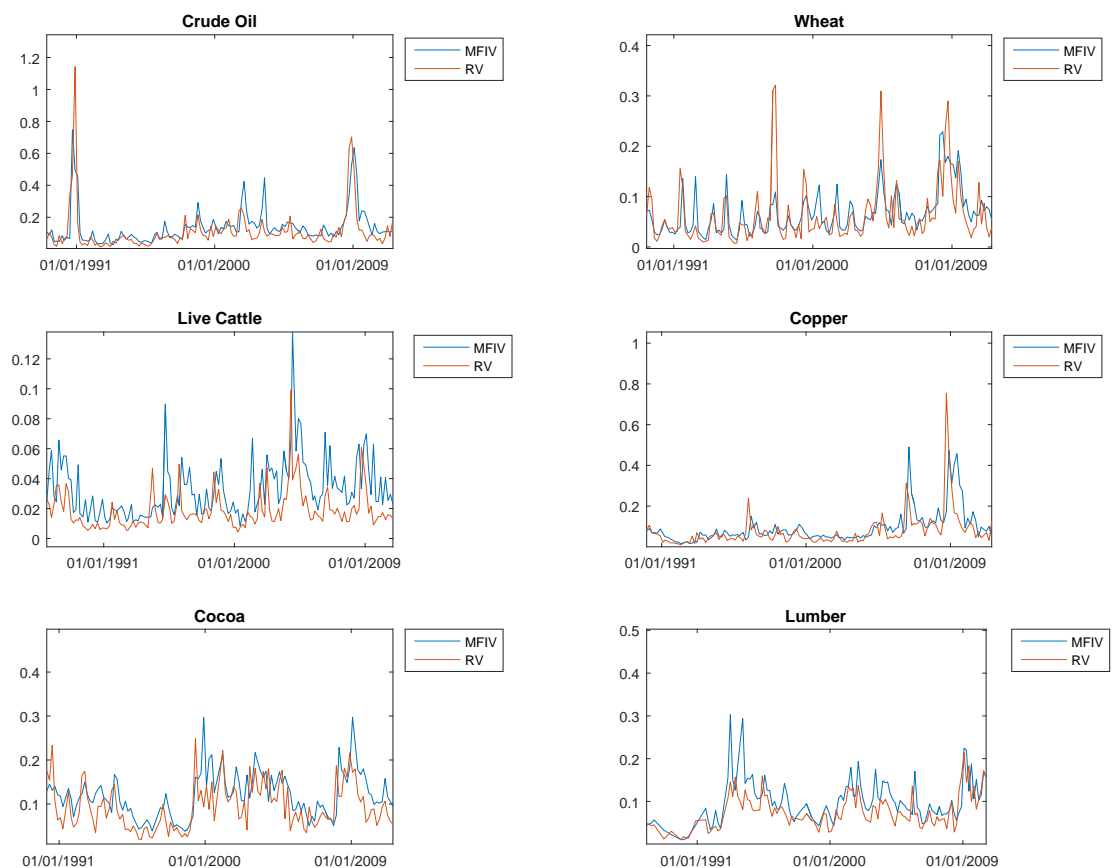 Crude Oil
1.2
1
0.8
0.6
0.4
0.2
01/01/1991 01/01/2000 01/01/2009
MFIV
RV
Wheat
0.4
0.3
0.2
0.1
0
01/01/1991 01/01/2000 01/01/2009
MFIV
RV
Live Cattle
0.12
0.1
0.08
0.06
0.04
0.02
0
01/01/1991 01/01/2000 01/01/2009
MFIV
RV
Copper
1
0.8
0.6
0.4
0.2
01/01/1991 01/01/2000 01/01/2009
MFIV
RV
Cocoa
0.4
0.3
0.2
0.1
01/01/1991 01/01/2000 01/01/2009
MFIV
RV
Lumber
0.5
0.4
0.3
0.2
0.1
01/01/1991 01/01/2000 01/01/2009
MFIV
RV